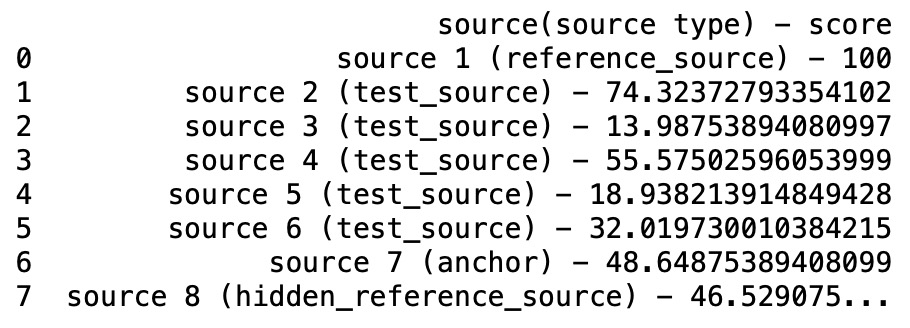 source(source type) – score
0 source 1 (reference_source) – 100
1 source 2 (test_source) – 74.32372793354102
2 source 3 (test_source) – 13.98753894080997
3 source 4 (test_source) – 55.57502596053999
4 source 5 (test_source) – 18.938213914849428
5 source 6 (test_source) – 32.019730010384215
6 source 7 (anchor) – 48.64875389408099
7 source 8 (hidden_reference_source) – 46.529075...